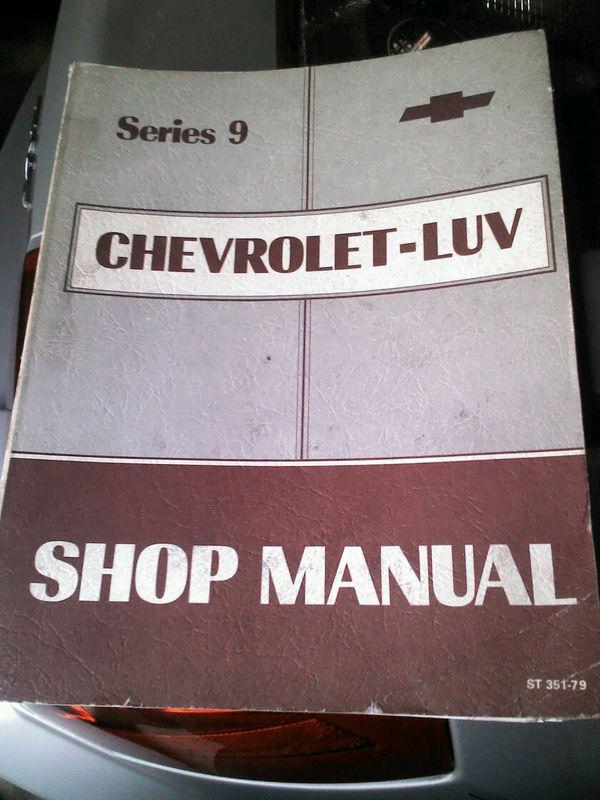 Series 9
CHEVROLET-LUV
SHOP MANUAL
ST 351-79